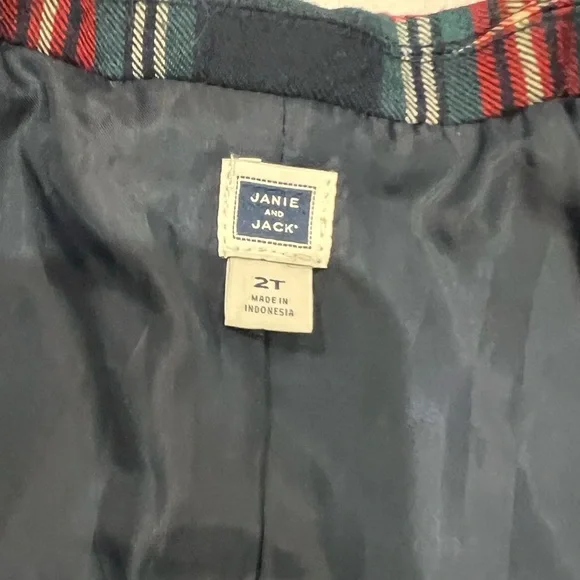 JANIE
AND
JACK®
2T
MADE IN
INDONESIA